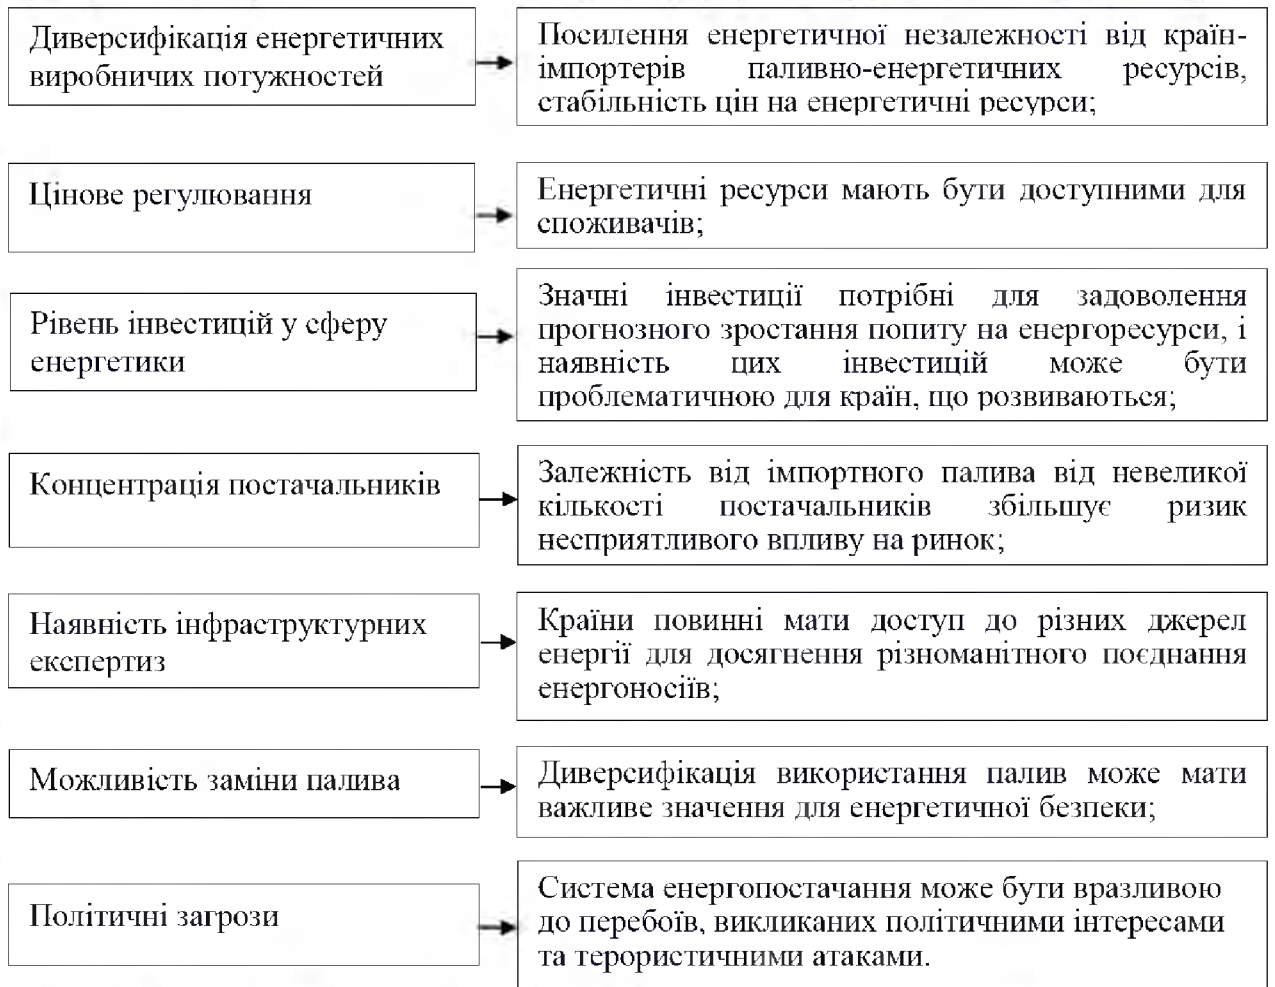 Диверсифікація енергетичних
виробничих потужностей
Посилення енергетичної незалежності від країн-
імпортерів паливно-енергетичних ресурсів,
стабільність цін на енергетичні ресурси;
Цінове регулювання
Енергетичні ресурси мають бути доступними для
споживачів;
Рівень інвестицій у сферу
енергетики
Значні інвестиції потрібні для задоволення
прогнозного зростання попиту на енергоресурси, і
наявність цих інвестицій може бути
проблематичною для країн, що розвиваються;
Концентрація постачальників
Залежність від імпортного палива від невеликої
кількості постачальників збільшує ризик
несприятливого впливу на ринок;
Наявність інфраструктурних
експертиз
Країни повинні мати доступ до різних джерел
енергії для досягнення різноманітного поєднання
енергоносіїв;
Можливість заміни палива
Диверсифікація використання палив може мати
важливе значення для енергетичної безпеки;
Політичні загрози
Система енергопостачання може бути вразливою
до перебоїв, викликаних політичними інтересами
та терористичними атаками.